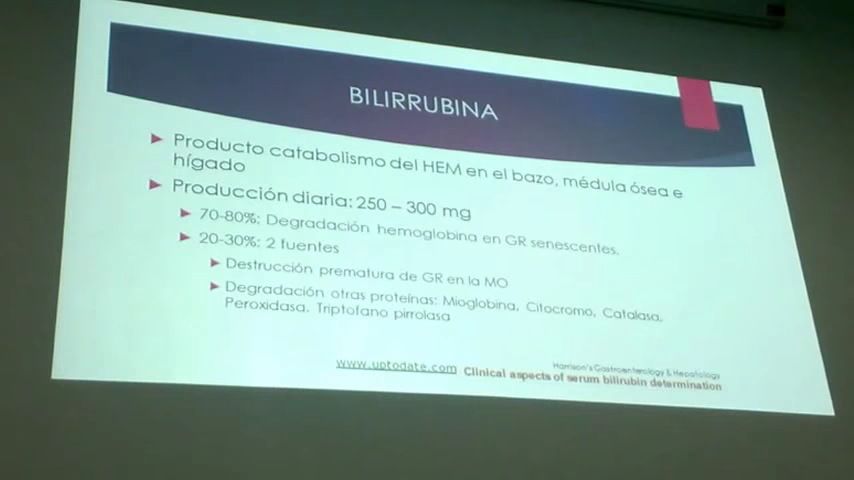 BILIRRUBINA
Producto catabolismo del HEM en el bazo, médula ósea e
hígado
Producción diaria: 250 – 300 mg
70-80%: Degradación hemoglobina en GR senescentes.
20-30%: 2 fuentes
Destrucción prematura de GR en la MO
Degradación otras proteínas: Mioglobina, Citocromo, Catalasa,
Peroxidasa, Triptofano pirrolasa
www.uptodate.com
Harrison's Gastroenterology & Hepatology
Clinical aspects of serum bilirubin determination